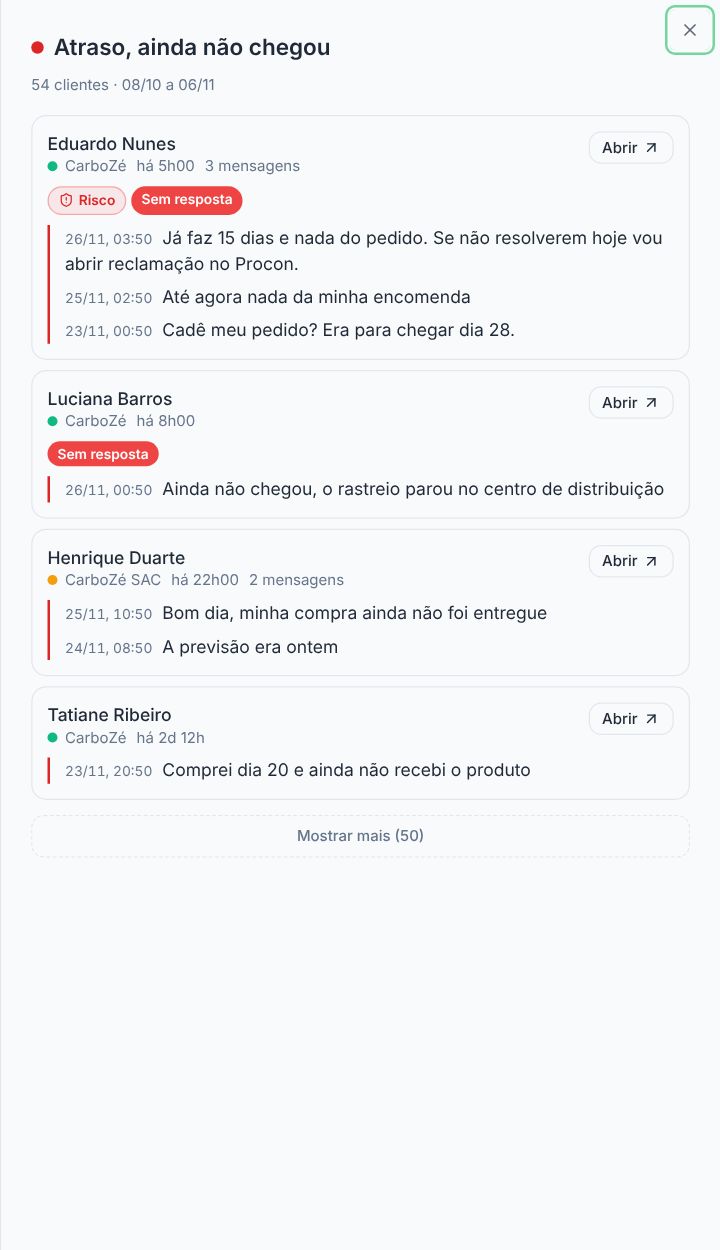 Atraso, ainda não chegou
54 clientes · 08/10 a 06/11
Eduardo Nunes
Abrir
CarboZé há 5h00 3 mensagens
Risco Sem resposta
26/11, 03:50 Já faz 15 dias e nada do pedido. Se não resolverem hoje vou
abrir reclamação no Procon.
25/11, 02:50 Até agora nada da minha encomenda
23/11, 00:50 Cadê meu pedido? Era para chegar dia 28.
Luciana Barros
Abrir
CarboZé há 8h00
Sem resposta
26/11, 00:50 Ainda não chegou, o rastreio parou no centro de distribuição
Henrique Duarte
Abrir
CarboZé SAC há 22h00 2 mensagens
25/11, 10:50 Bom dia, minha compra ainda não foi entregue
24/11, 08:50 A previsão era ontem
Tatiane Ribeiro
Abrir
CarboZé há 2d 12h
23/11, 20:50 Comprei dia 20 e ainda não recebi o produto
Mostrar mais (50)